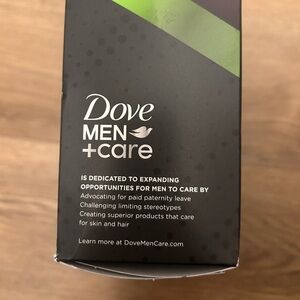 Dove
MEN
+care
IS DEDICATED TO EXPANDING
OPPORTUNITIES FOR MEN TO CARE BY
Advocating for paid paternity leave
Challenging limiting stereotypes
Creating superior products that care
for skin and hair
Learn more at DoveMenCare.com